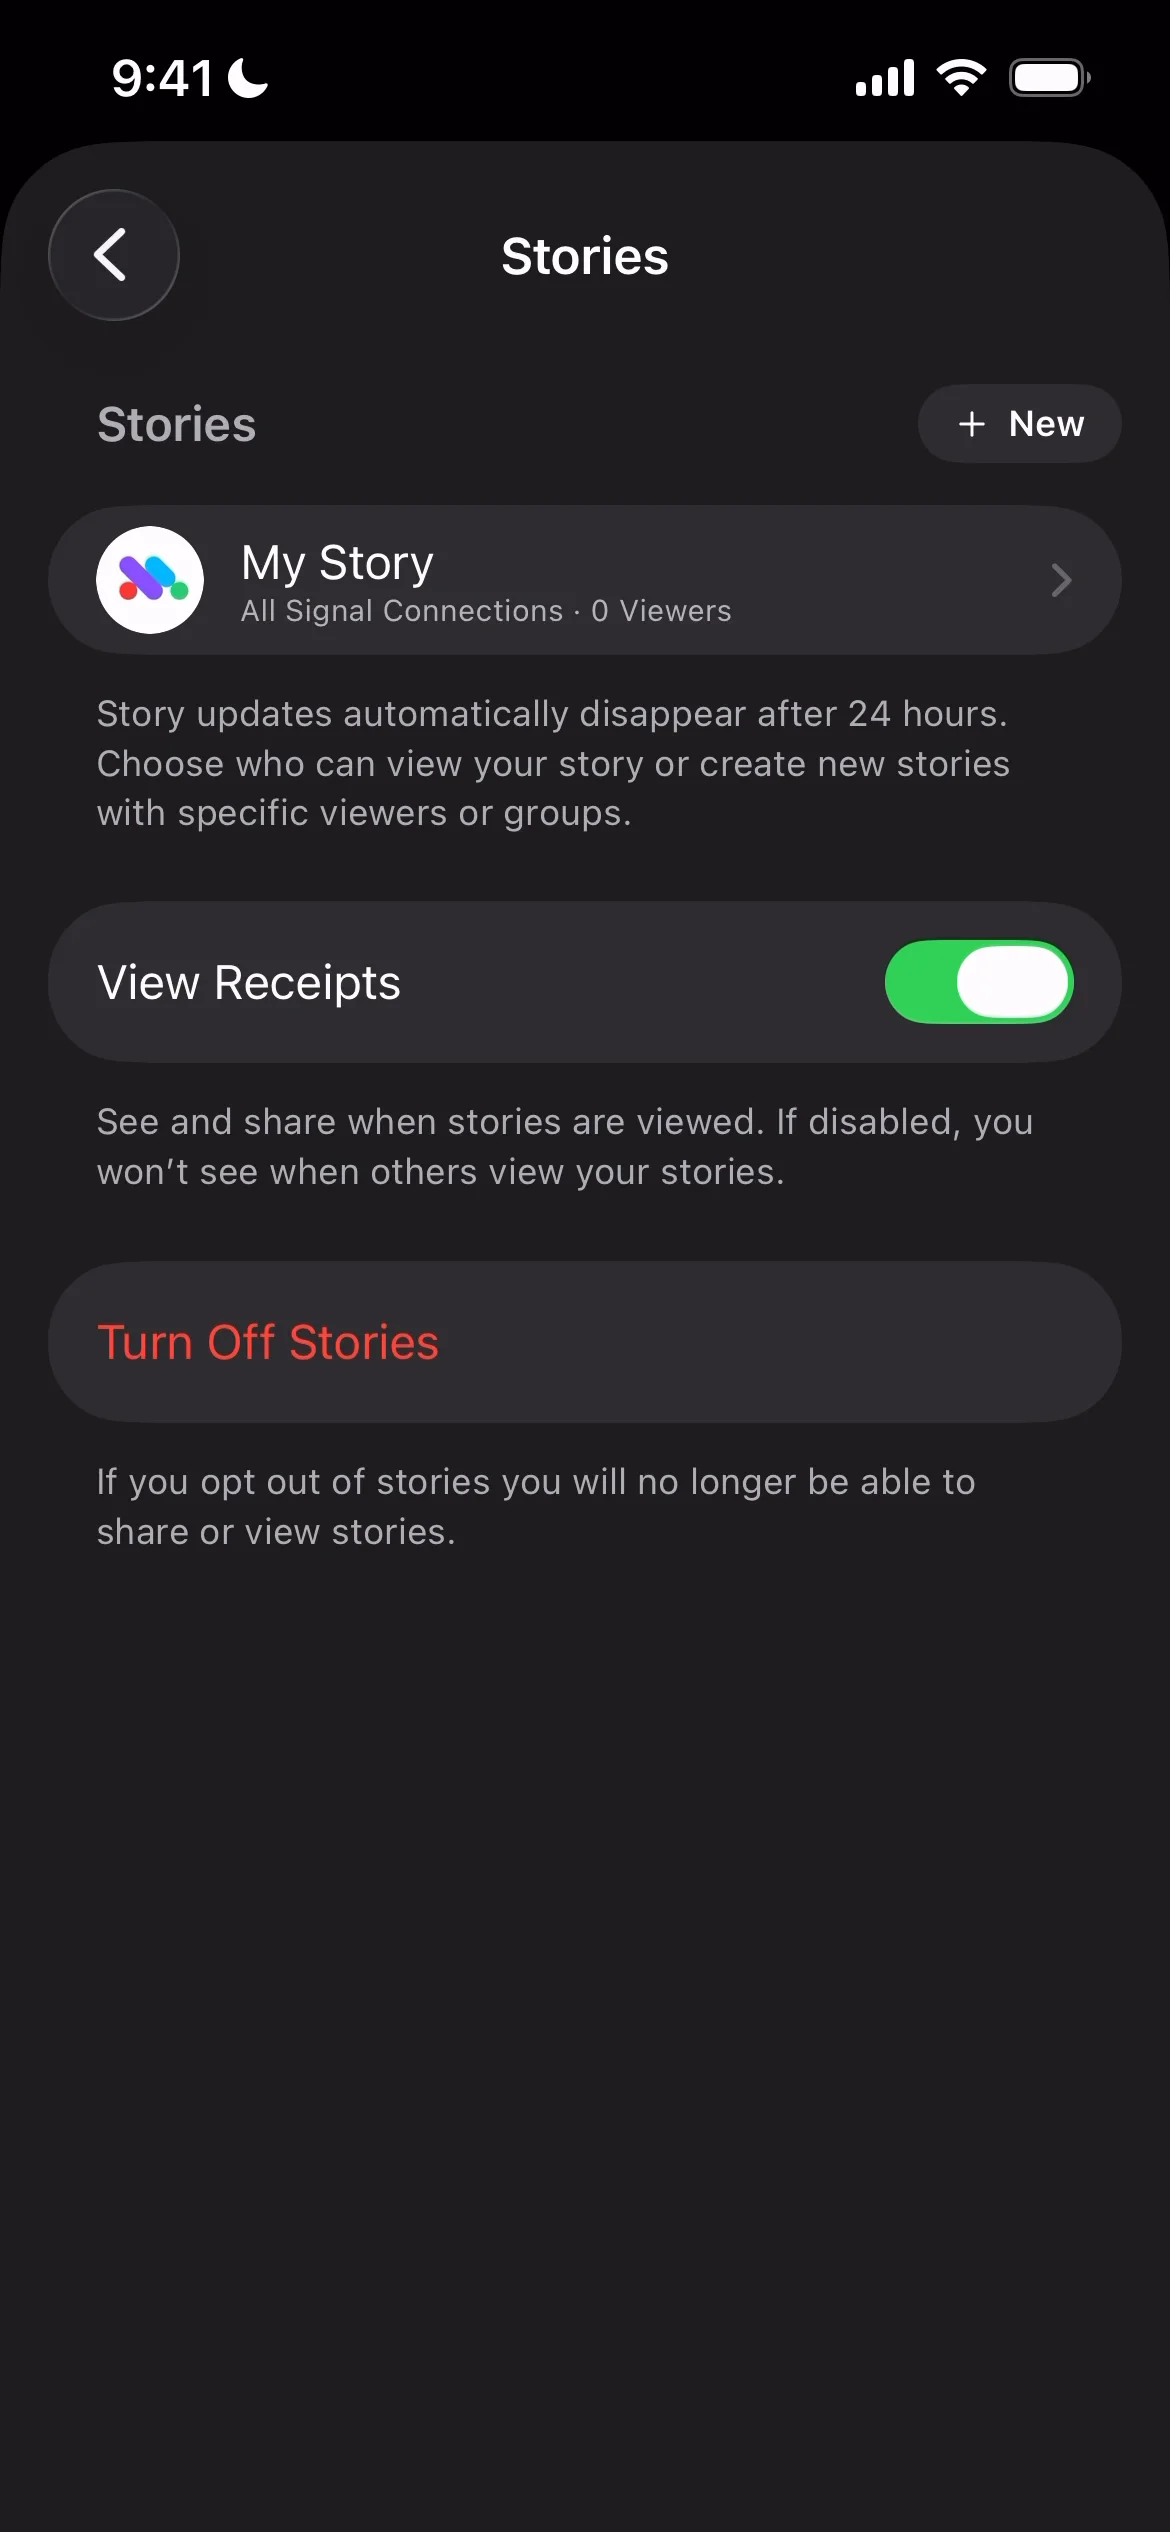 9:41
Stories
Stories
+ New
My Story
All Signal Connections · 0 Viewers
Story updates automatically disappear after 24 hours.
Choose who can view your story or create new stories
with specific viewers or groups.
View Receipts
See and share when stories are viewed. If disabled, you
won’t see when others view your stories.
Turn Off Stories
If you opt out of stories you will no longer be able to
share or view stories.